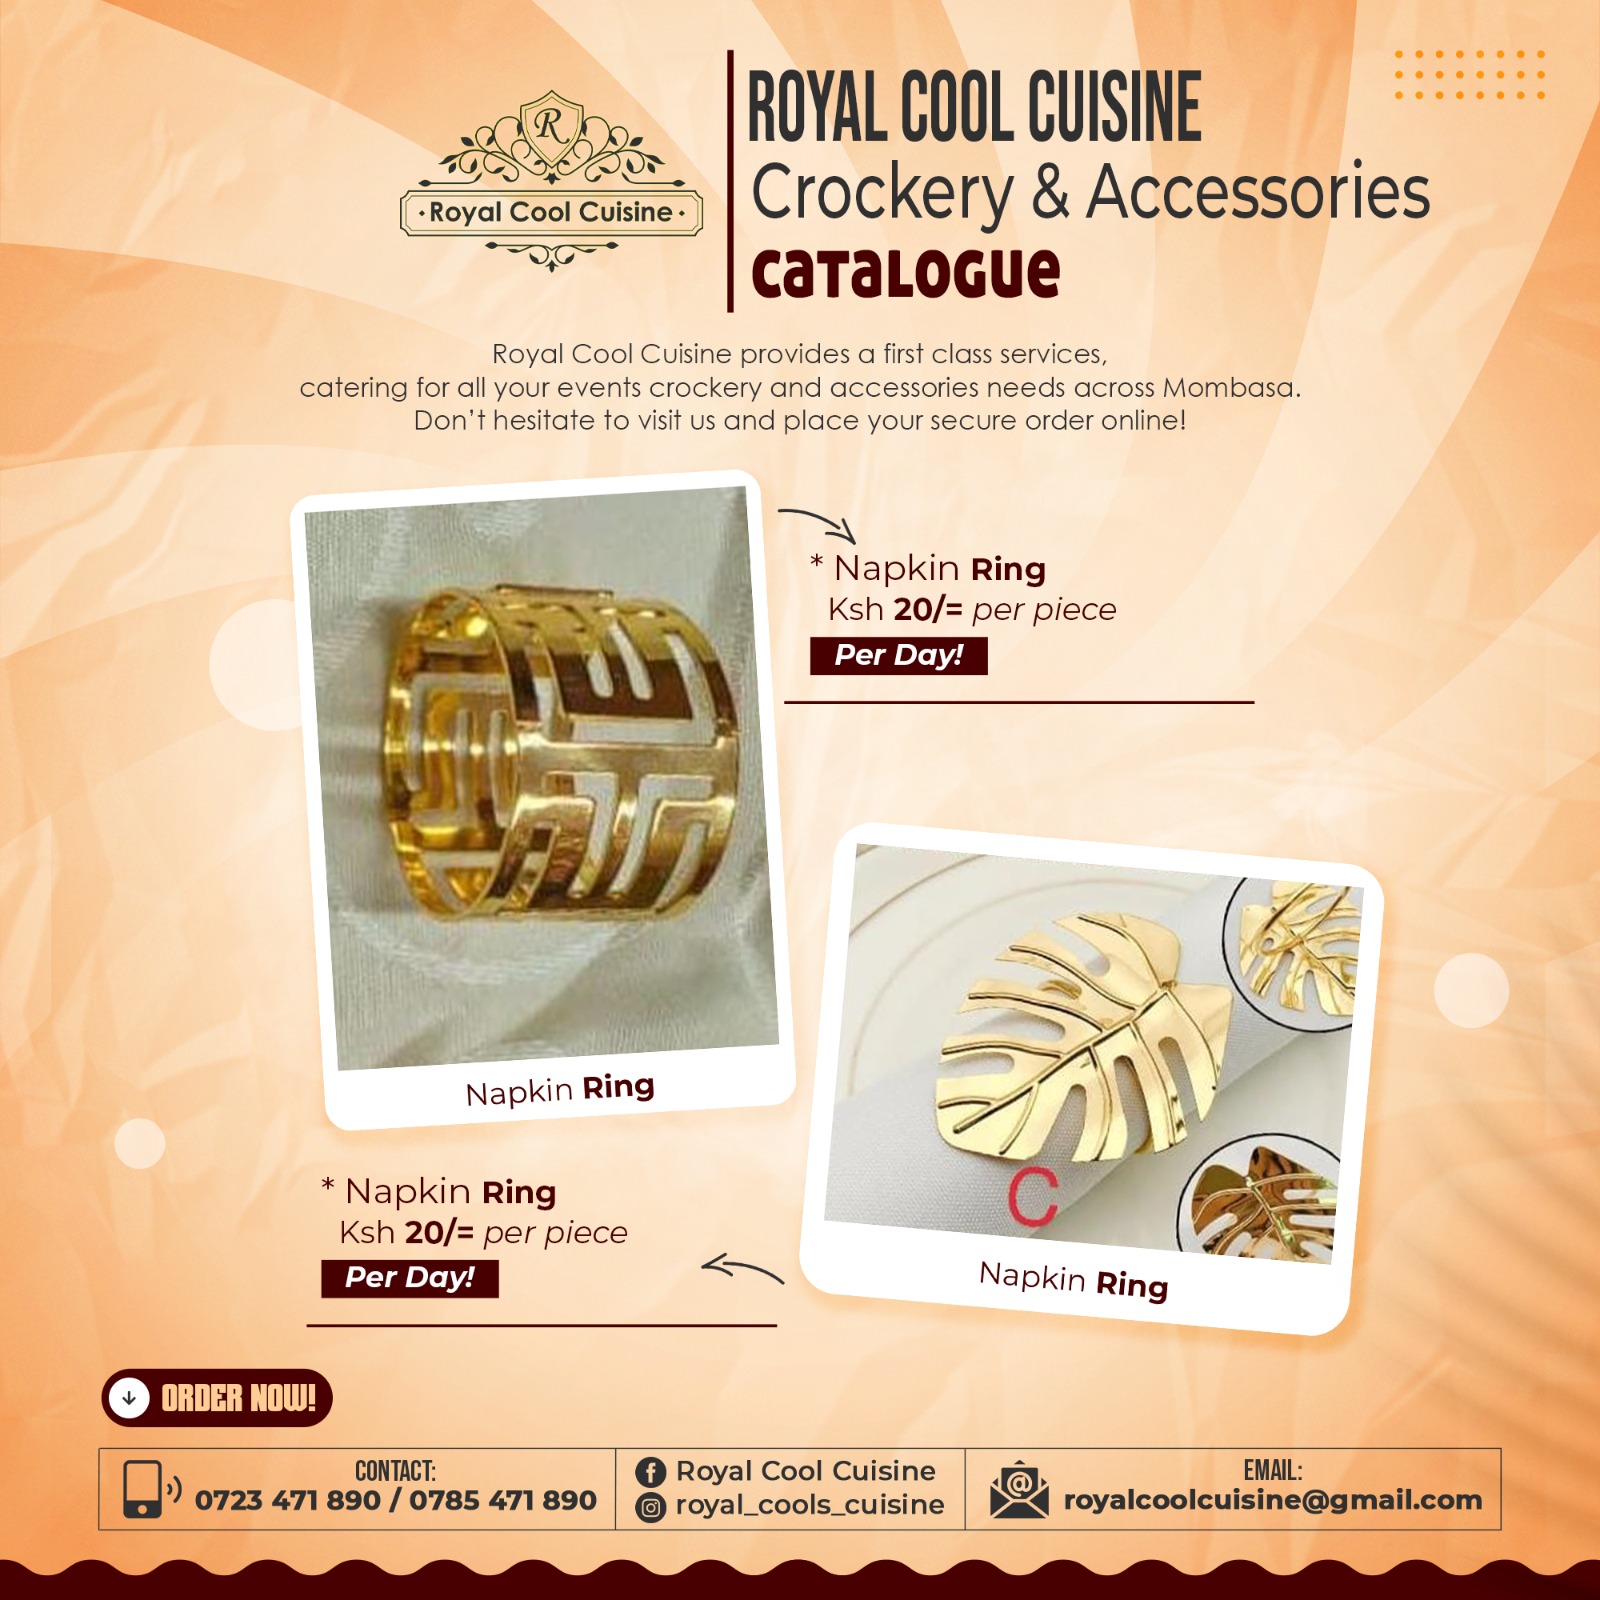 R
Royal Cool Cuisine
ROYAL COOL CUISINE
Crockery & Accessories
CATALOGUE
Royal Cool Cuisine provides a first class services,
catering for all your events crockery and accessories needs across Mombasa.
Don't hesitate to visit us and place your secure order online!
* Napkin Ring
Ksh 20/= per piece
Per Day!
Napkin Ring
* Napkin Ring
Ksh 20/= per piece
Per Day!
C
Napkin Ring
ORDER NOW!
CONTACT:
0723 471 890 / 0785 471 890
Royal Cool Cuisine
royal_cools_cuisine
EMAIL:
royalcoolcuisine@gmail.com